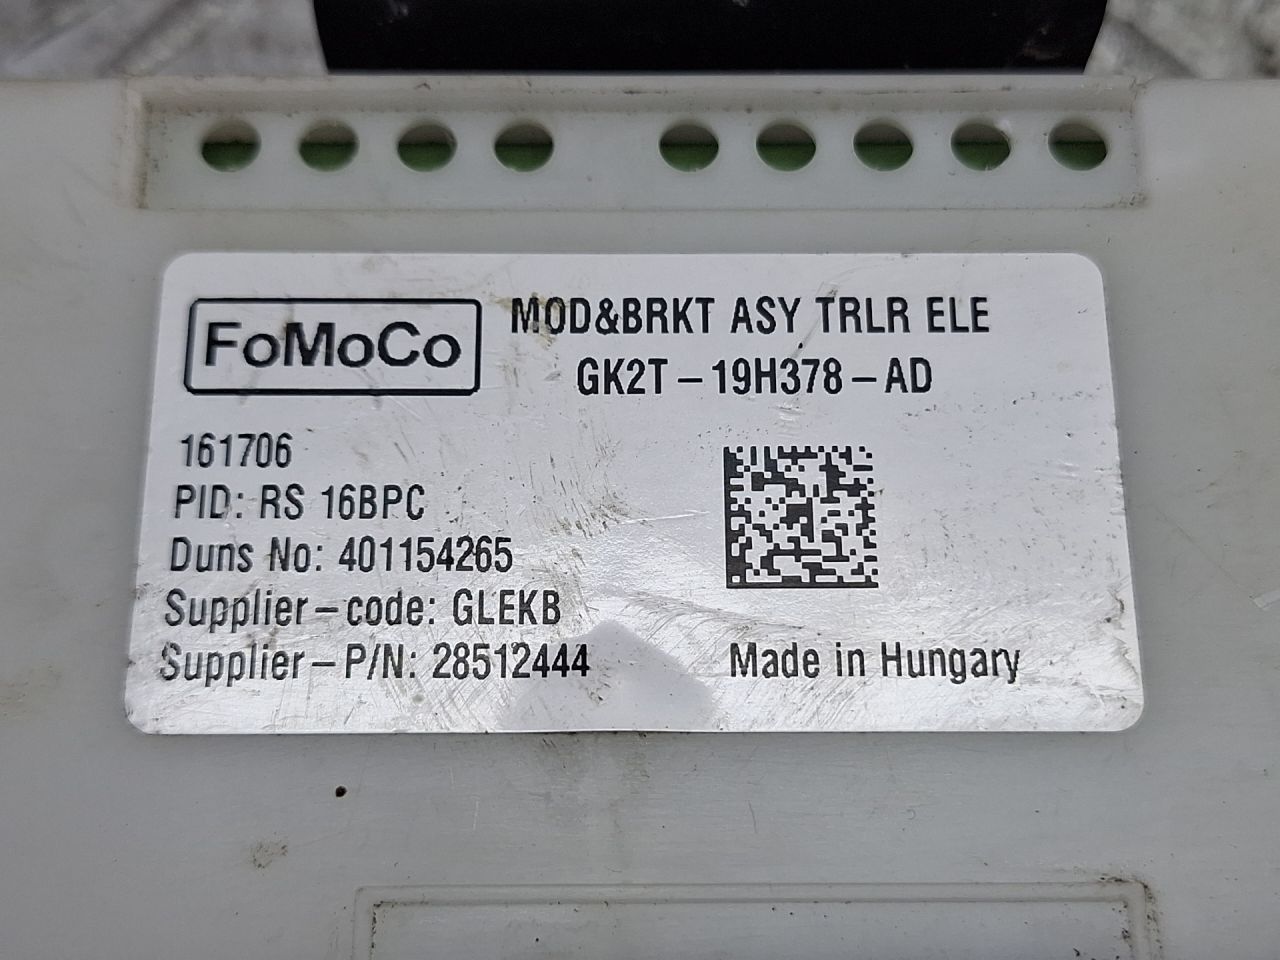 FoMoCo
MOD&BRKT ASY TRLR ELE
GK2T-19H378-AD
161706
PID: RS 16BPC
Duns No: 401154265
Supplier-code: GLEKB
Supplier-P/N: 28512444
Made in Hungary